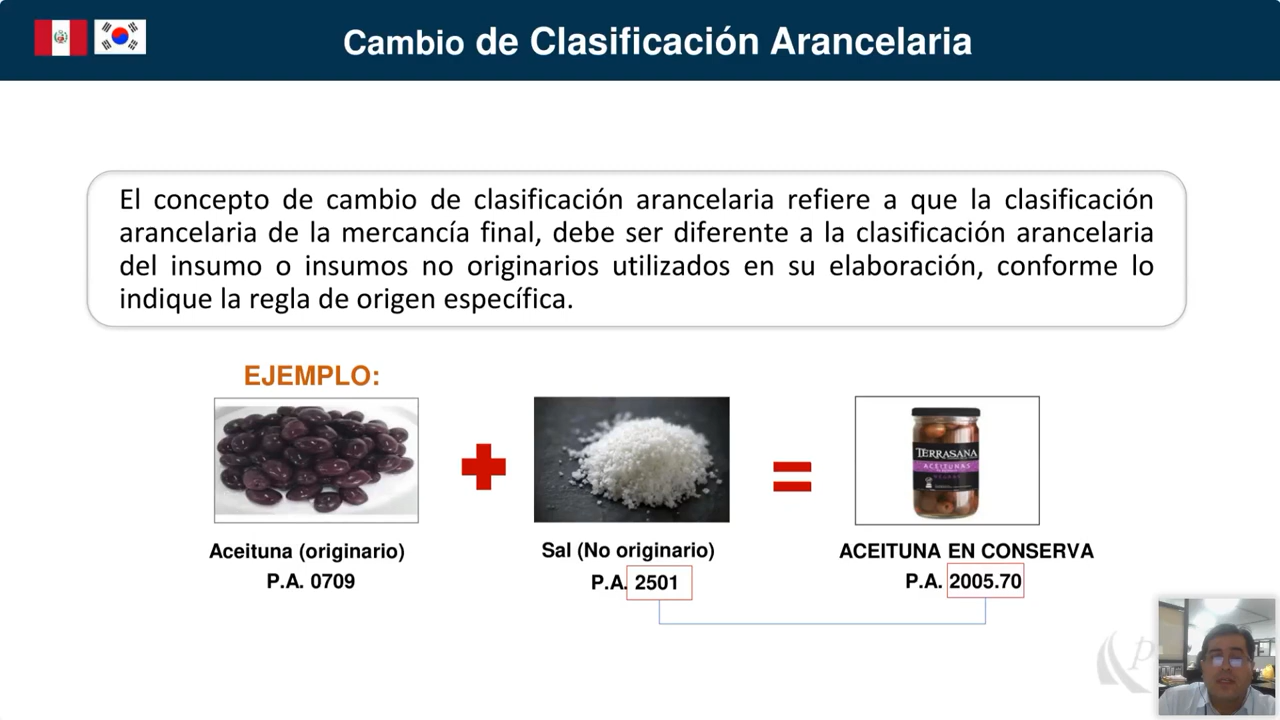 Cambio de Clasificación Arancelaria
El concepto de cambio de clasificación arancelaria refiere a que la clasificación
arancelaria de la mercancía final, debe ser diferente a la clasificación arancelaria
del insumo o insumos no originarios utilizados en su elaboración, conforme lo
indique la regla de origen específica.
EJEMPLO:
TERRASANA
ACEITUNAS
Aceituna (originario)
P.A. 0709
Sal (No originario)
P.A. 2501
ACEITUNA EN CONSERVA
P.A. 2005.70